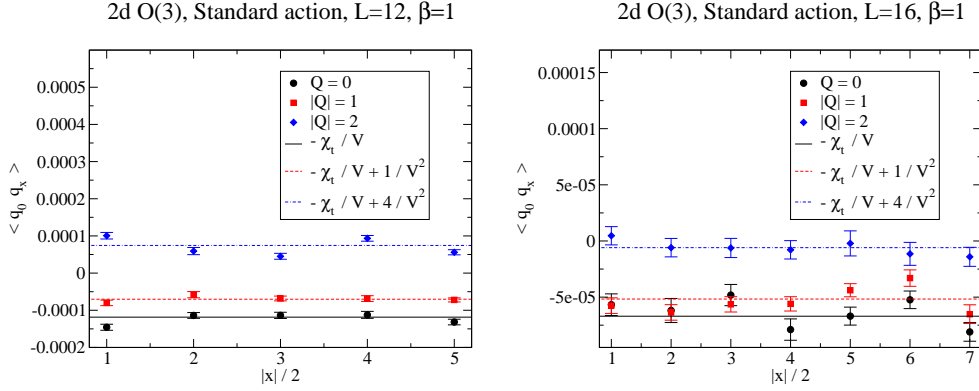 2d O(3), Standard action, L=12, β=1
0.0005
0.0004
0.0003
0.0002
0.0001
0
-0.0001
-0.0002
< q₀ qₓ >
Q = 0
|Q| = 1
|Q| = 2
- χₜ / V
- χₜ / V + 1 / V²
- χₜ / V + 4 / V²
1 2 3 4 5
|x| / 2
2d O(3), Standard action, L=16, β=1
0.00015
0.0001
5e-05
0
-5e-05
< q₀ qₓ >
Q = 0
|Q| = 1
|Q| = 2
- χₜ / V
- χₜ / V + 1 / V²
- χₜ / V + 4 / V²
1 2 3 4 5 6 7
|x| / 2